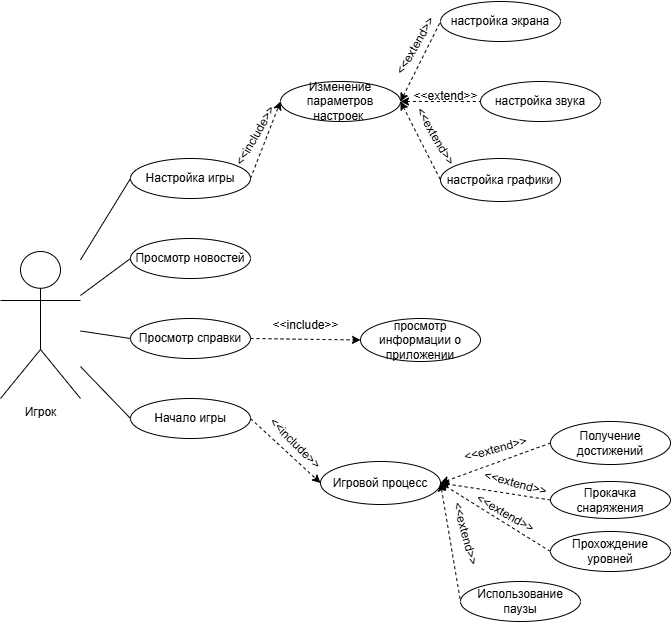 настройка экрана
<<extend>>
Изменение
параметров
настроек
<<extend>>
настройка звука
<<include>>
<<extend>>
Настройка игры
настройка графики
Просмотр новостей
Просмотр справки
<<include>>
просмотр
информации о
приложении
Игрок
Начало игры
<<include>>
Игровой процесс
<<extend>>
Получение
достижений
<<extend>>
Прокачка
снаряжения
<<extend>>
Прохождение
уровней
<<extend>>
Использование
паузы